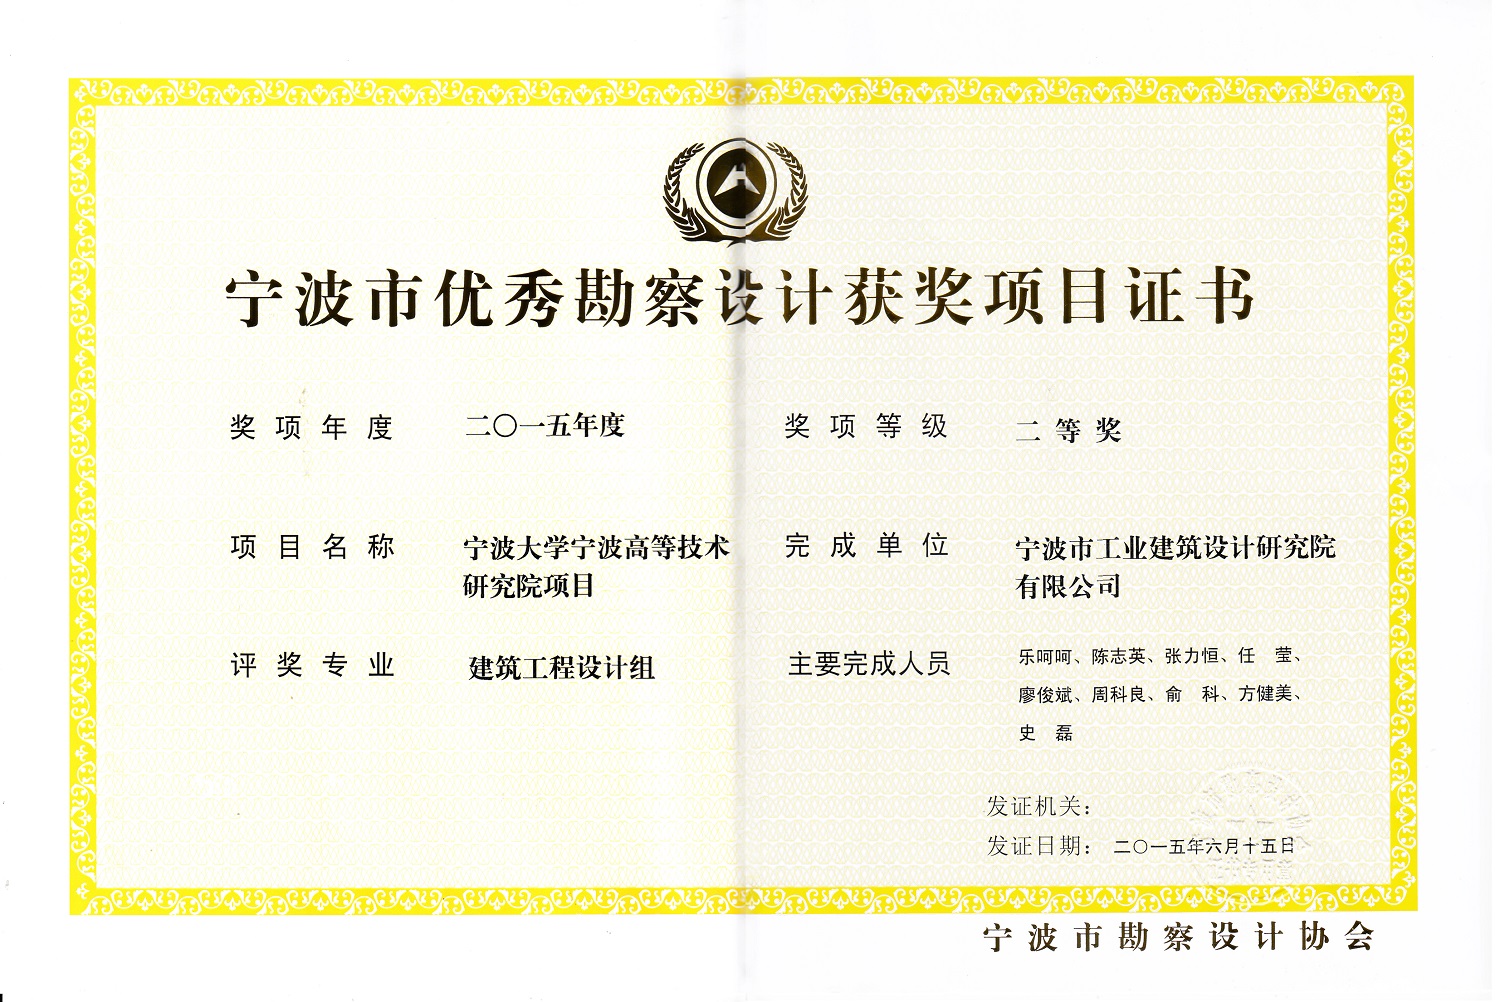 宁波市优秀勘察设计获奖项目证书
奖项年度 二〇一五年度 奖项等级 二等奖
项目名称 宁波大学宁波高等技术 完成单位 宁波市工业建筑设计研究院
研究院项目 有限公司
评奖专业 建筑工程设计组 主要完成人员 乐呵呵、陈志英、张力恒、任 莹、
廖俊斌、周科良、俞 科、方健美、
史 磊
发证机关：
发证日期： 二〇一五年六月十五日
宁波市勘察设计协会